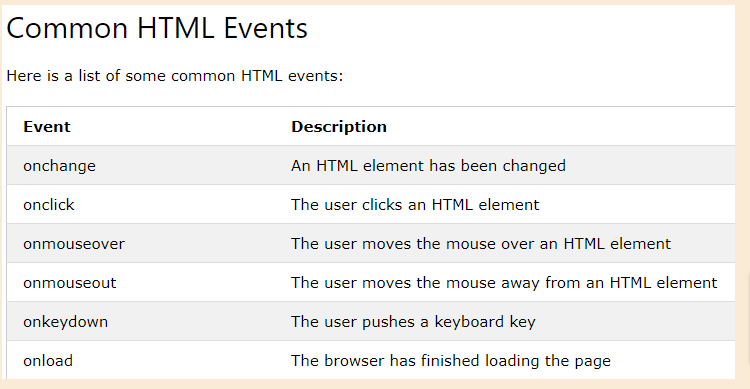 Common HTML Events
Here is a list of some common HTML events:
Event Description
onchange An HTML element has been changed
onclick The user clicks an HTML element
onmouseover The user moves the mouse over an HTML element
onmouseout The user moves the mouse away from an HTML element
onkeydown The user pushes a keyboard key
onload The browser has finished loading the page